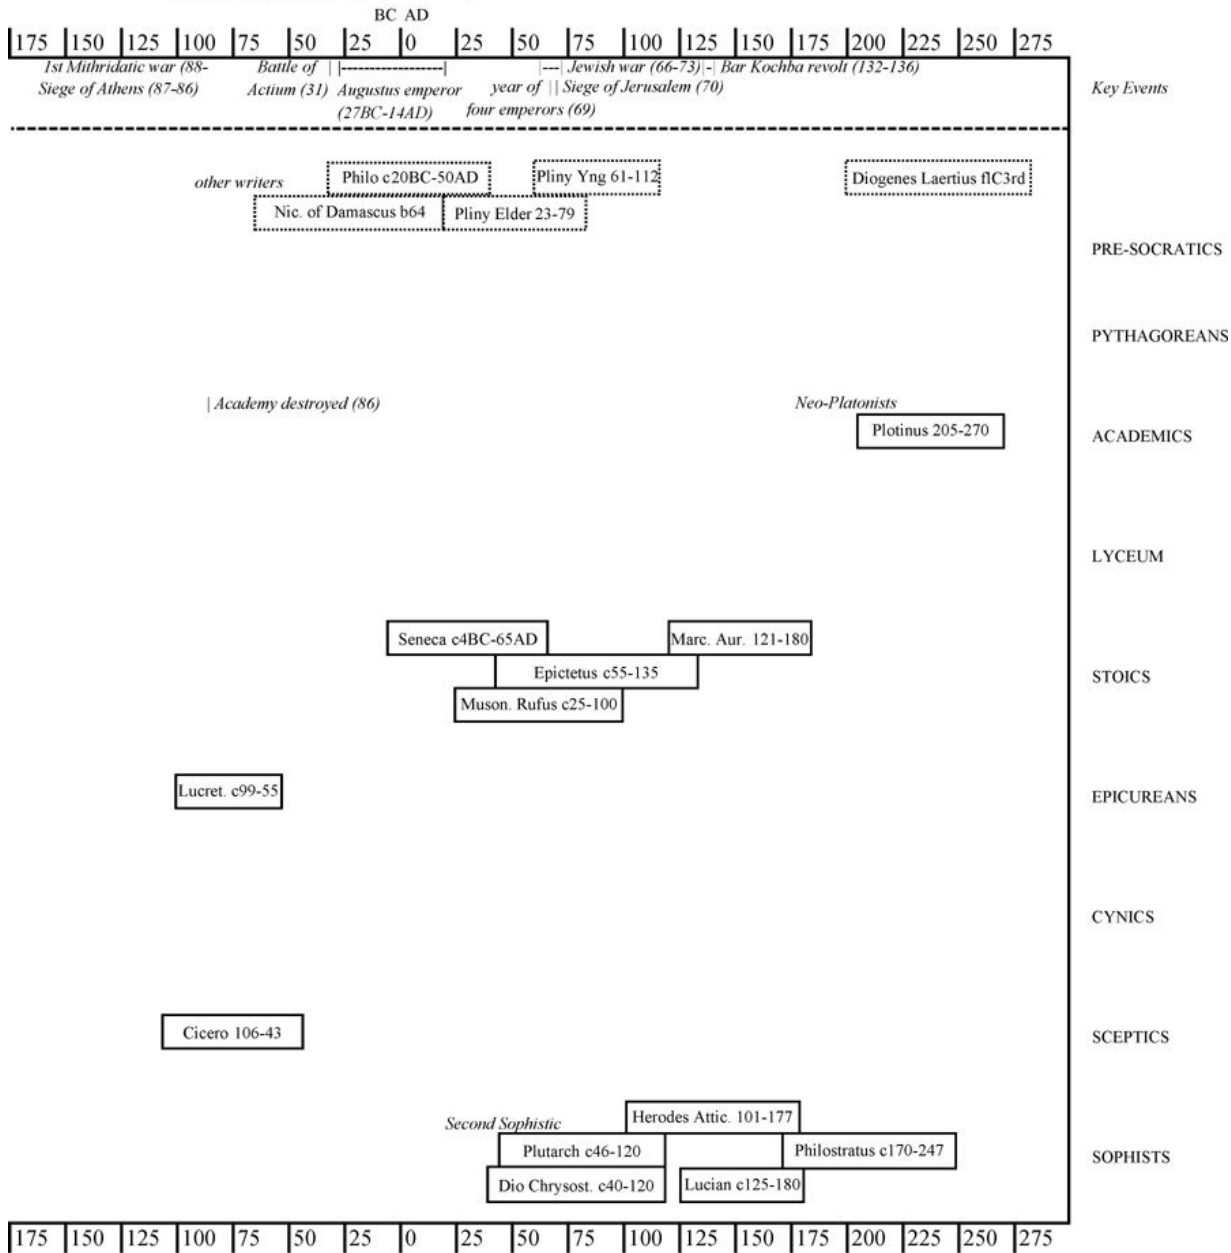 BC AD
175 150 125 100 75 50 25 0 25 50 75 100 125 150 175 200 225 250 275
1st Mithridatic war (88-
Siege of Athens (87-86)
Battle of
Actium (31)
Augustus emperor
(27BC-14AD)
year of
four emperors (69)
Jewish war (66-73)
Siege of Jerusalem (70)
Bar Kochba revolt (132-136)
Key Events
other writers
Philo c20BC-50AD
Pliny Yng 61-112
Diogenes Laertius flC3rd
Nic. of Damascus b64
Pliny Elder 23-79
PRE-SOCRATICS
PYTHAGOREANS
Academy destroyed (86)
Neo-Platonists
Plotinus 205-270
ACADEMICS
LYCEUM
Seneca c4BC-65AD
Marc. Aur. 121-180
Epictetus c55-135
STOICS
Muson. Rufus c25-100
Lucret. c99-55
EPICUREANS
CYNICS
Cicero 106-43
SCEPTICS
Second Sophistic
Herodes Attic. 101-177
Plutarch c46-120
Philostratus c170-247
SOPHISTS
Dio Chrysost. c40-120
Lucian c125-180
175 150 125 100 75 50 25 0 25 50 75 100 125 150 175 200 225 250 275